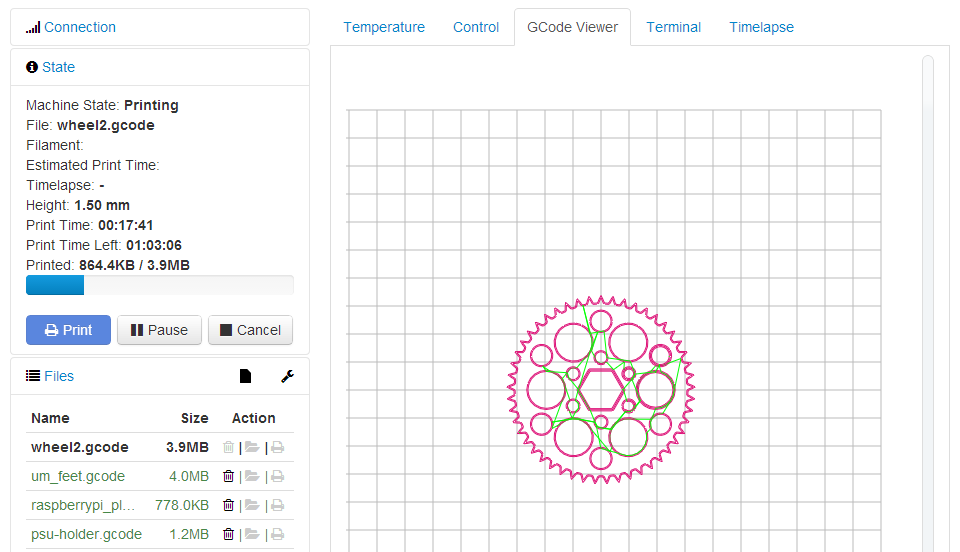 Connection
State
Machine State: Printing
File: wheel2.gcode
Filament:
Estimated Print Time:
Timelapse: -
Height: 1.50 mm
Print Time: 00:17:41
Print Time Left: 01:03:06
Printed: 864.4KB / 3.9MB
Print Pause Cancel
Files
Name Size Action
wheel2.gcode 3.9MB | |
um_feet.gcode 4.0MB | |
raspberrypi_pl... 778.0KB | |
psu-holder.gcode 1.2MB | |
Temperature Control GCode Viewer Terminal Timelapse